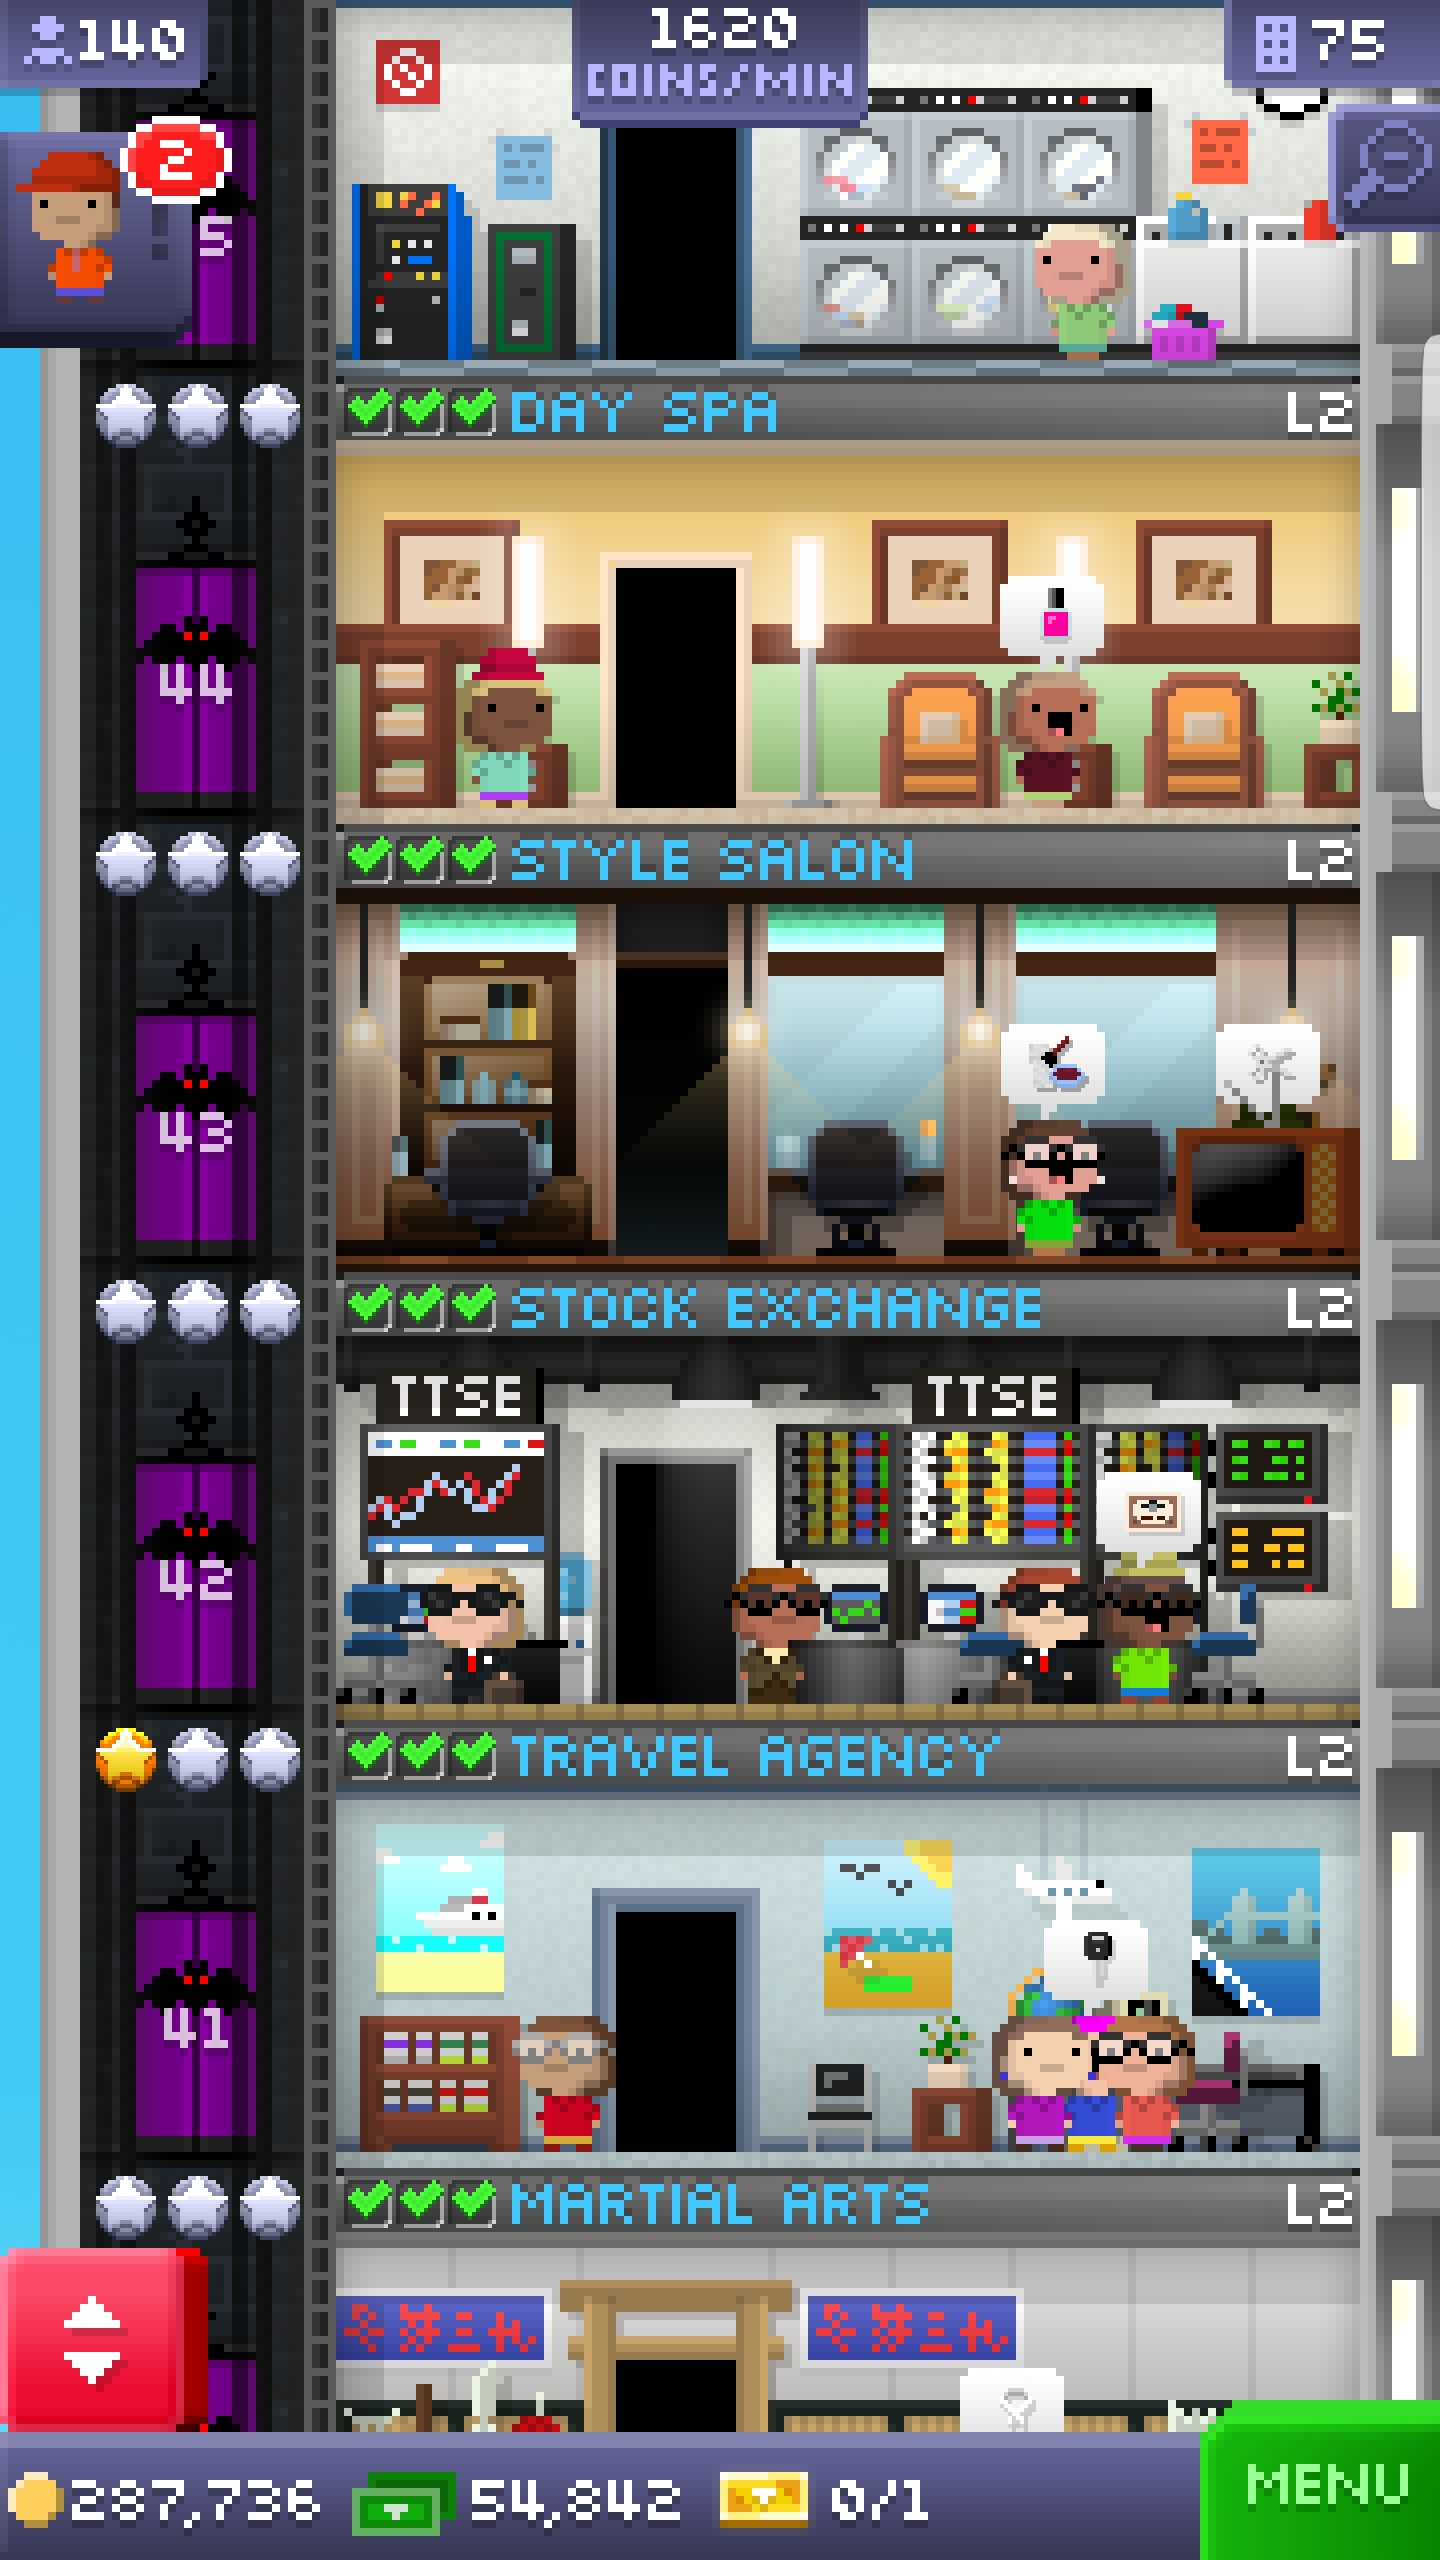 140
1620
COINS/MIN
75
2
5
DAY SPA
L2
44
STYLE SALON
L2
43
STOCK EXCHANGE
L2
TTSE
TTSE
42
TRAVEL AGENCY
L2
41
MARTIAL ARTS
L2
287,736
54,842
0/1
MENU